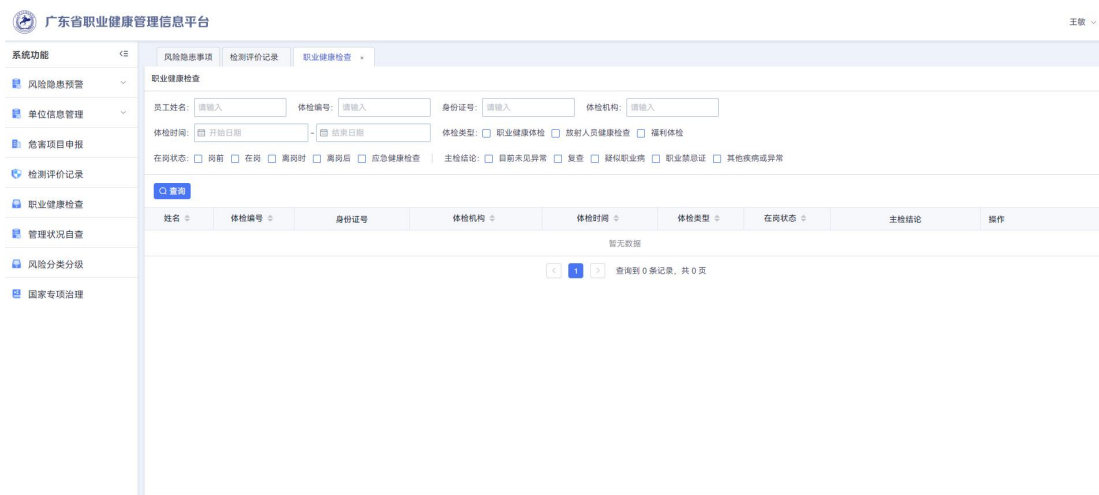 广东省职业健康管理信息平台
王敏
系统功能
风险隐患事项 检测评价记录 职业健康检查 ×
风险隐患预警
单位信息管理
危害项目申报
检测评价记录
职业健康检查
管理状况自查
风险分类分级
国家专项治理
职业健康检查
员工姓名: 请输入 体检编号: 请输入 身份证号: 请输入 体检机构: 请输入
体检时间: 开始日期 - 结束日期 体检类型: 职业健康体检 放射人员健康检查 福利体检
在岗状态: 岗前 在岗 离岗时 离岗后 应急健康检查 主检结论: 目前未见异常 复查 疑似职业病 职业禁忌证 其他疾病或异常
查询
姓名 体检编号 身份证号 体检机构 体检时间 体检类型 在岗状态 主检结论 操作
暂无数据
< 1 > 查询到 0 条记录, 共 0 页